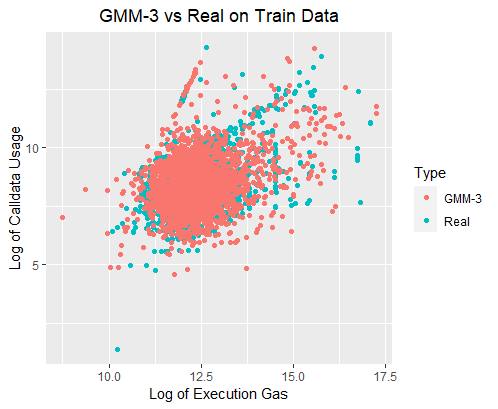 GMM-3 vs Real on Train Data
Log of Calldata Usage
10
5
10.0 12.5 15.0 17.5
Log of Execution Gas
Type
GMM-3
Real